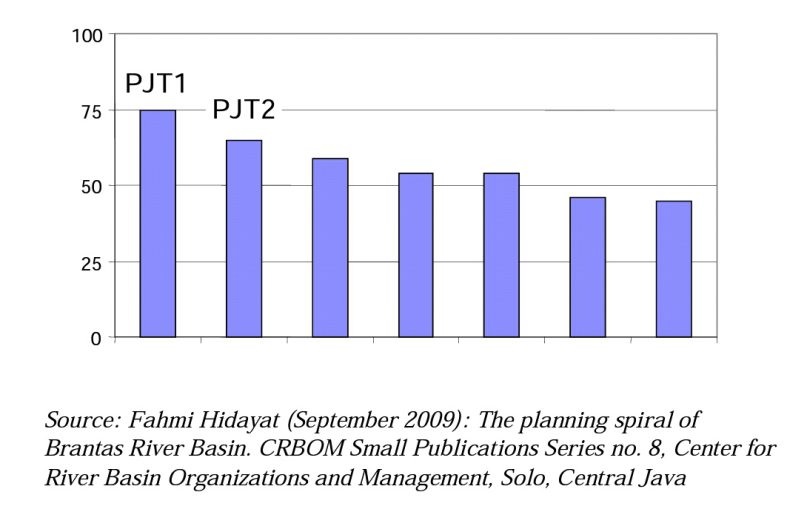 100
PJT1
75
PJT2
50
25
0
Source: Fahmi Hidayat (September 2009): The planning spiral of
Brantas River Basin. CRBOM Small Publications Series no. 8, Center for
River Basin Organizations and Management, Solo, Central Java